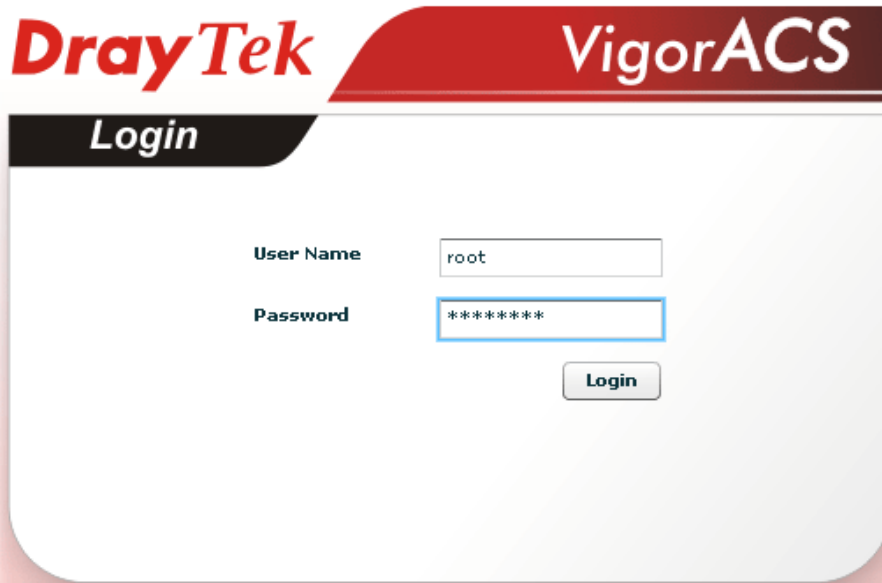 DrayTek VigorACS
Login
User Name root
Password ********
Login